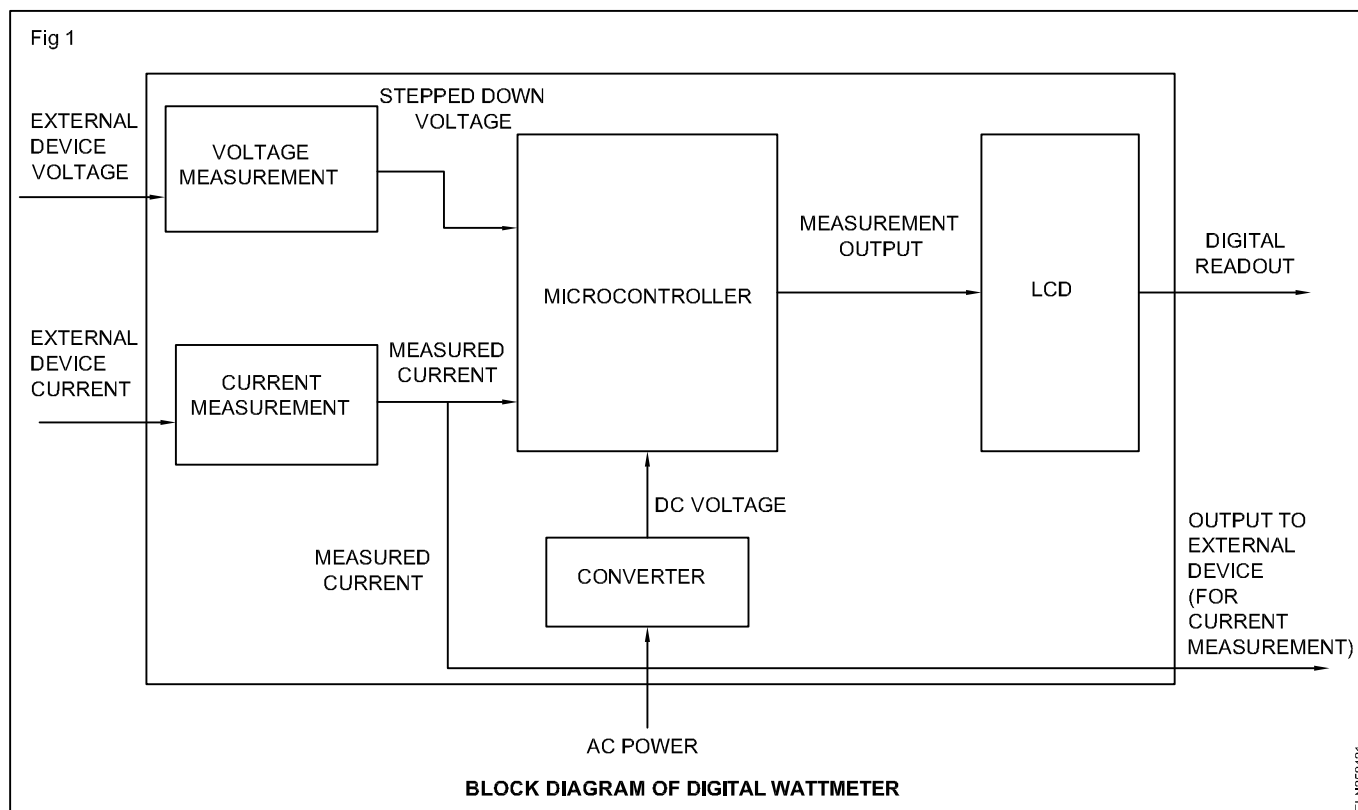 Fig 1
EXTERNAL
DEVICE
VOLTAGE
VOLTAGE
MEASUREMENT
STEPPED DOWN
VOLTAGE
MICROCONTROLLER
MEASUREMENT
OUTPUT
LCD
DIGITAL
READOUT
EXTERNAL
DEVICE
CURRENT
CURRENT
MEASUREMENT
MEASURED
CURRENT
DC VOLTAGE
MEASURED
CURRENT
CONVERTER
OUTPUT TO
EXTERNAL
DEVICE
(FOR
CURRENT
MEASUREMENT)
AC POWER
BLOCK DIAGRAM OF DIGITAL WATTMETER